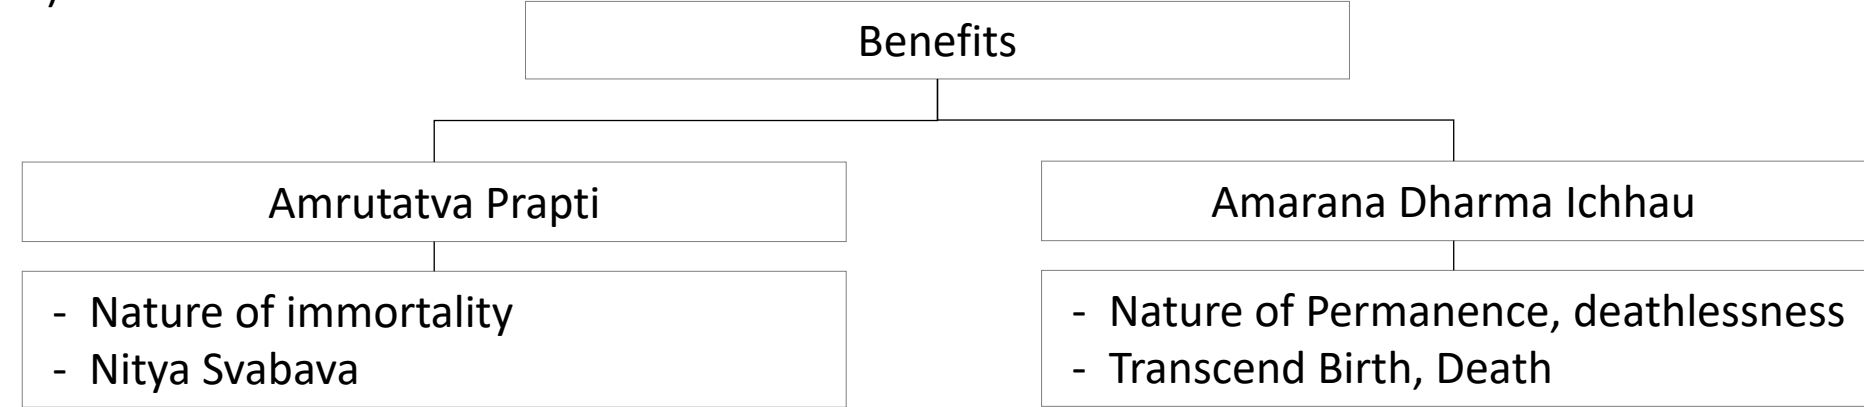 Benefits
Amrutatva Prapti
Amarana Dharma Ichhau
- Nature of immortality
- Nitya Svabava
- Nature of Permanence, deathlessness
- Transcend Birth, Death